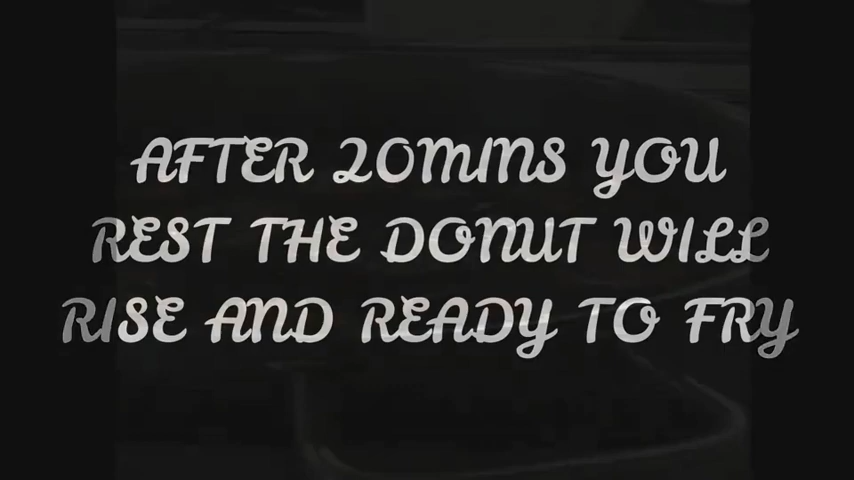 AFTER 20MINS YOU
REST THE DONUT WILL
RISE AND READY TO FRY